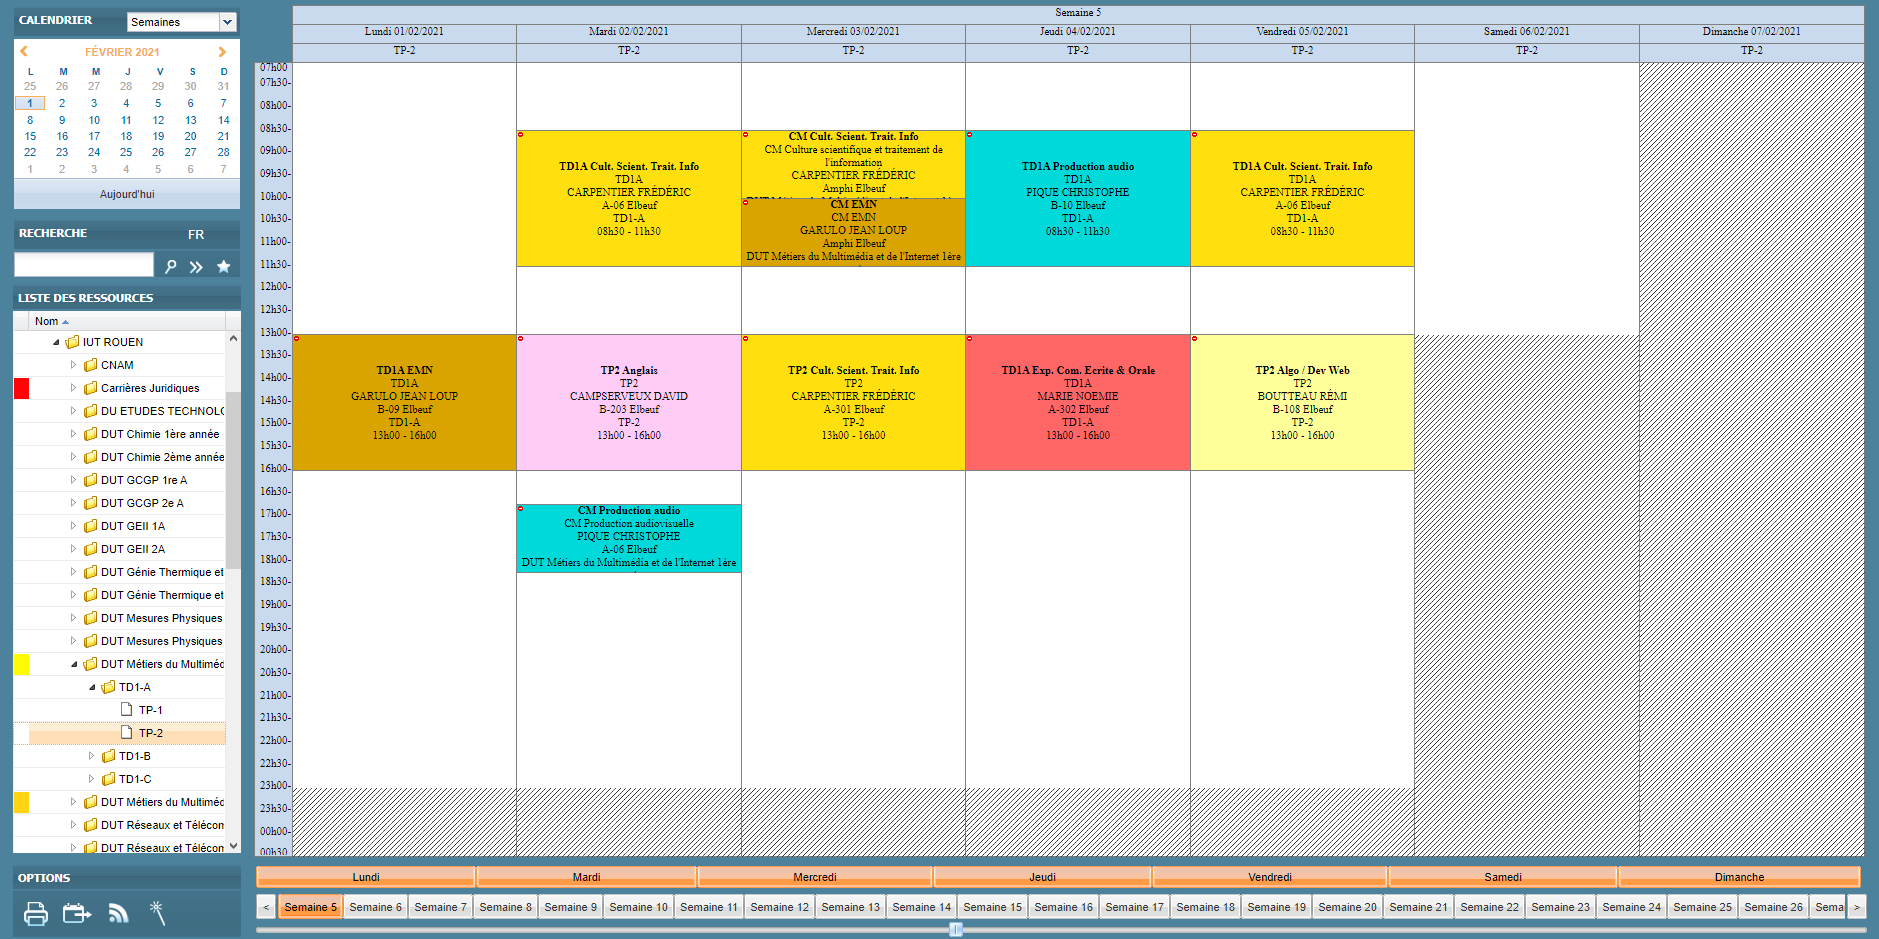 CALENDRIER
Semaines
FÉVRIER 2021
L M M J V S D
25 26 27 28 29 30 31
1 2 3 4 5 6 7
8 9 10 11 12 13 14
15 16 17 18 19 20 21
22 23 24 25 26 27 28
1 2 3 4 5 6 7
Aujourd'hui
RECHERCHE FR
LISTE DES RESSOURCES
Nom
IUT ROUEN
CNAM
Carrières Juridiques
DU ETUDES TECHNOLO
DUT Chimie 1ère année
DUT Chimie 2ème année
DUT GCGP 1re A
DUT GCGP 2e A
DUT GEII 1A
DUT GEII 2A
DUT Génie Thermique et
DUT Génie Thermique et
DUT Mesures Physiques
DUT Mesures Physiques
DUT Métiers du Multiméd
TD1-A
TP-1
TP-2
TD1-B
TD1-C
DUT Métiers du Multiméd
DUT Réseaux et Télécom
DUT Réseaux et Télécom
OPTIONS
Semaine 5
Lundi 01/02/2021 Mardi 02/02/2021 Mercredi 03/02/2021 Jeudi 04/02/2021 Vendredi 05/02/2021 Samedi 06/02/2021 Dimanche 07/02/2021
TP-2 TP-2 TP-2 TP-2 TP-2 TP-2 TP-2
07h00
07h30-
08h00-
08h30-
09h00-
09h30-
10h00-
10h30-
11h00-
11h30-
12h00-
12h30-
13h00-
13h30-
14h00-
14h30-
15h00-
15h30-
16h00-
16h30-
17h00-
17h30-
18h00-
18h30-
19h00-
19h30-
20h00-
20h30-
21h00-
21h30-
22h00-
22h30-
23h00-
23h30-
00h00-
00h30
TD1A EMN
TD1A
GARULO JEAN LOUP
B-09 Elbeuf
TD1-A
13h00 - 16h00
TD1A Cult. Scient. Trait. Info
TD1A
CARPENTIER FRÉDÉRIC
A-06 Elbeuf
TD1-A
08h30 - 11h30
TP2 Anglais
TP2
CAMPSERVEUX DAVID
B-203 Elbeuf
TP-2
13h00 - 16h00
CM Production audio
CM Production audiovisuelle
PIQUE CHRISTOPHE
A-06 Elbeuf
DUT Métiers du Multimédia et de l'Internet 1ère
CM Cult. Scient. Trait. Info
CM Culture scientifique et traitement de
l'information
CARPENTIER FRÉDÉRIC
Amphi Elbeuf
DUT Métiers du Multimédia et de l'Internet 1ère
CM EMN
CM EMN
GARULO JEAN LOUP
Amphi Elbeuf
DUT Métiers du Multimédia et de l'Internet 1ère
TP2 Cult. Scient. Trait. Info
TP2
CARPENTIER FRÉDÉRIC
A-301 Elbeuf
TP-2
13h00 - 16h00
TD1A Production audio
TD1A
PIQUE CHRISTOPHE
B-10 Elbeuf
TD1-A
08h30 - 11h30
TD1A Exp. Com. Ecrite & Orale
TD1A
MARIE NOEMIE
A-302 Elbeuf
TD1-A
13h00 - 16h00
TD1A Cult. Scient. Trait. Info
TD1A
CARPENTIER FRÉDÉRIC
A-06 Elbeuf
TD1-A
08h30 - 11h30
TP2 Algo / Dev Web
TP2
BOUTTEAU RÉMI
B-108 Elbeuf
TP-2
13h00 - 16h00
Lundi Mardi Mercredi Jeudi Vendredi Samedi Dimanche
< Semaine 5 Semaine 6 Semaine 7 Semaine 8 Semaine 9 Semaine 10 Semaine 11 Semaine 12 Semaine 13 Semaine 14 Semaine 15 Semaine 16 Semaine 17 Semaine 18 Semaine 19 Semaine 20 Semaine 21 Semaine 22 Semaine 23 Semaine 24 Semaine 25 Semaine 26 Semai >